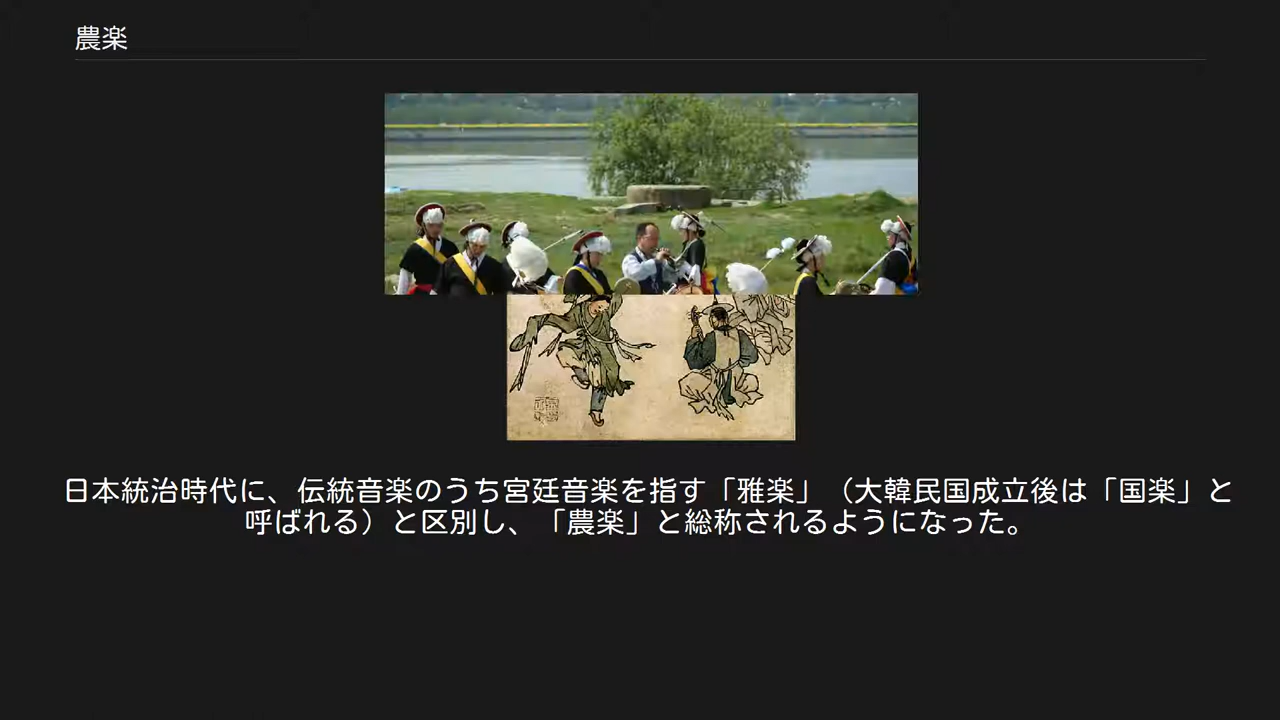 農楽
日本統治時代に、伝統音楽のうち宮廷音楽を指す「雅楽」（大韓民国成立後は「国楽」と
呼ばれる）と区別し、「農楽」と総称されるようになった。